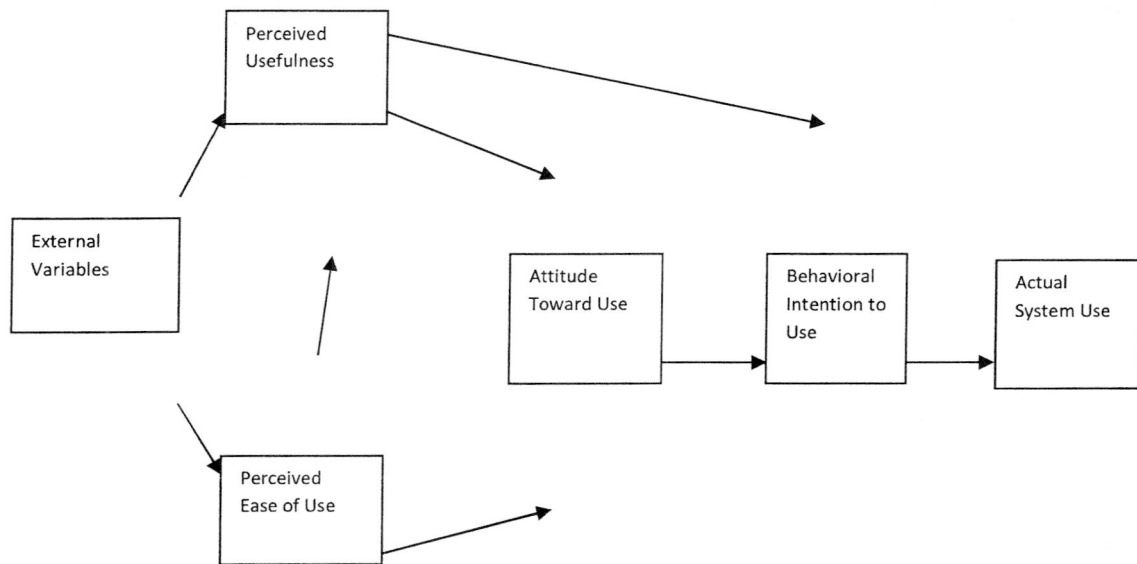 Perceived
Usefulness
External
Variables
Attitude
Toward Use
Behavioral
Intention to
Use
Actual
System Use
Perceived
Ease of Use